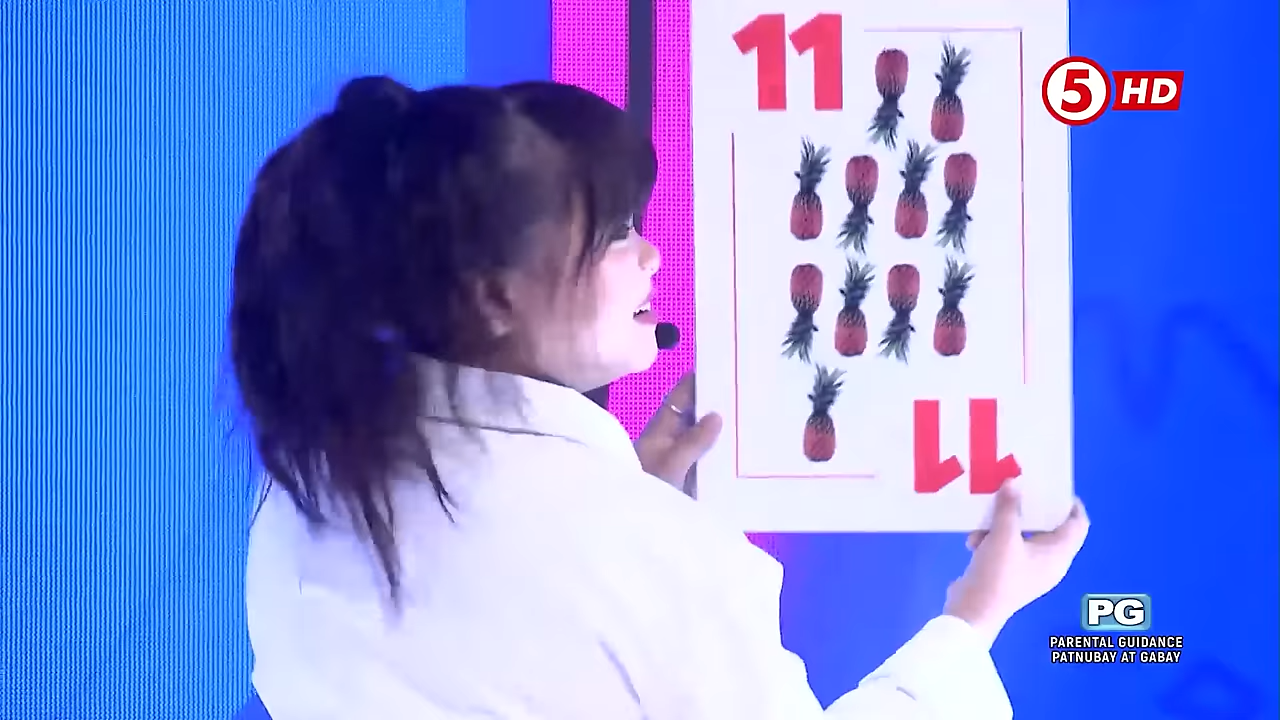 11
5 HD
11
PG
PARENTAL GUIDANCE
PATNUBAY AT GABAY